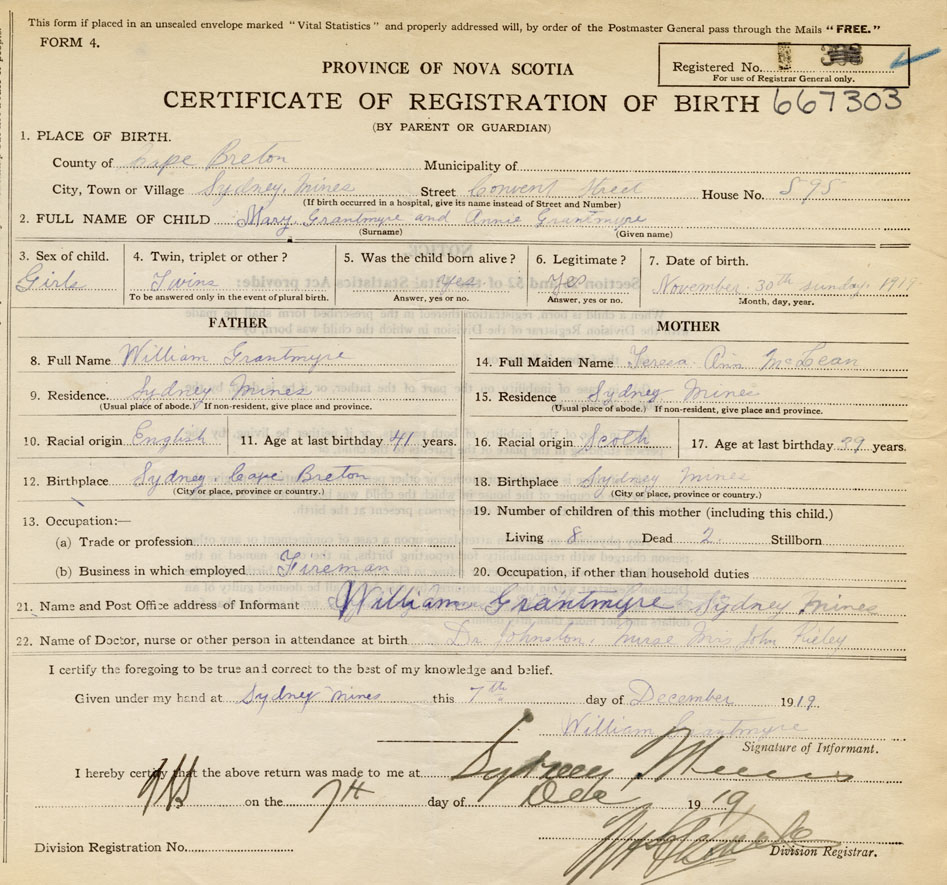 This form if placed in an unsealed envelope marked "Vital Statistics" and properly addressed will, by order of the Postmaster General pass through the Mails "FREE."
FORM 4.
Registered No.
For use of Registrar General only.
PROVINCE OF NOVA SCOTIA
CERTIFICATE OF REGISTRATION OF BIRTH 667303
(BY PARENT OR GUARDIAN)
1. PLACE OF BIRTH.
County of Cape Breton Municipality of
City, Town or Village Sydney Mines Street Convent Street House No. 595
(If birth occurred in a hospital, give its name instead of Street and Number)
2. FULL NAME OF CHILD Mary Grantmyre and Annie Grantmyre
(Surname) (Given name)
3. Sex of child. 4. Twin, triplet or other? 5. Was the child born alive? 6. Legitimate? 7. Date of birth.
Girls Twins yes yes November 30th sunday 1919
To be answered only in the event of plural birth. Answer, yes or no. Answer, yes or no. Month, day, year.
FATHER
8. Full Name William Grantmyre
9. Residence. Sydney Mines
(Usual place of abode.) If non-resident, give place and province.
10. Racial origin English 11. Age at last birthday 41 years.
12. Birthplace Sydney Cape Breton
(City or place, province or country.)
13. Occupation:—
(a) Trade or profession
(b) Business in which employed Fireman
MOTHER
14. Full Maiden Name Teresa Ann McLean
15. Residence Sydney Mines
(Usual place of abode.) If non-resident, give place and province.
16. Racial origin Scoth 17. Age at last birthday 39 years.
18. Birthplace Sydney Mines
(City or place, province or country.)
19. Number of children of this mother (including this child.)
Living 8 Dead 2 Stillborn
20. Occupation, if other than household duties
21. Name and Post Office address of Informant William Grantmyre Sydney Mines
22. Name of Doctor, nurse or other person in attendance at birth Dr Johnston, nurse Mrs John Kieley
I certify the foregoing to be true and correct to the best of my knowledge and belief.
Given under my hand at Sydney Mines this 7th day of December 1919.
William Grantmyre
Signature of Informant.
I hereby certify that the above return was made to me at Sydney Mines
on the 7th day of Dec 1919
Division Registration No. Division Registrar.